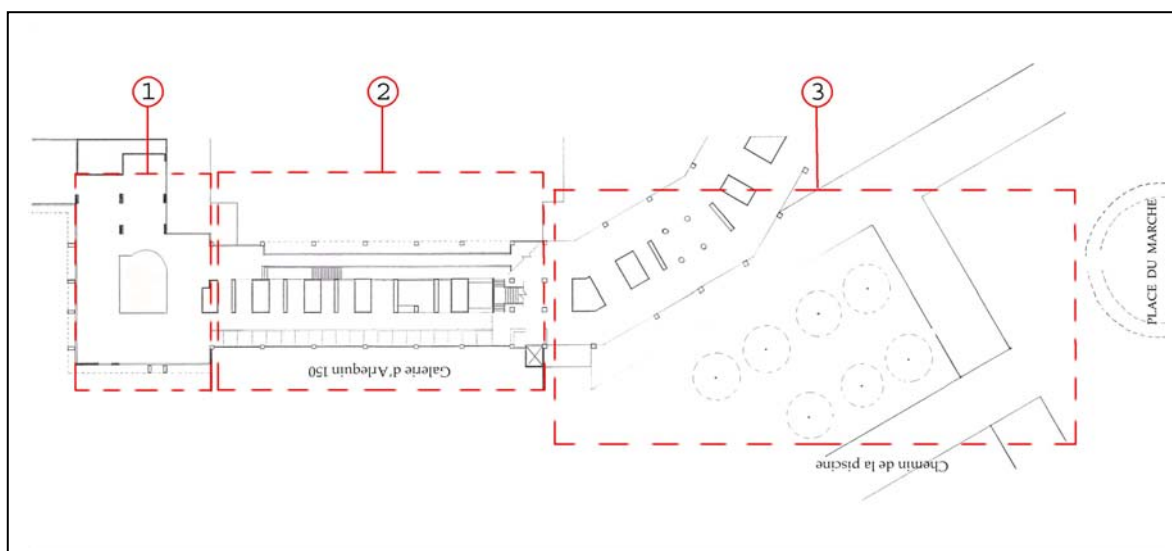 1
2
3
PLACE DU MARCHE
Galerie d'Arlequin 150
Chemin de la piscine